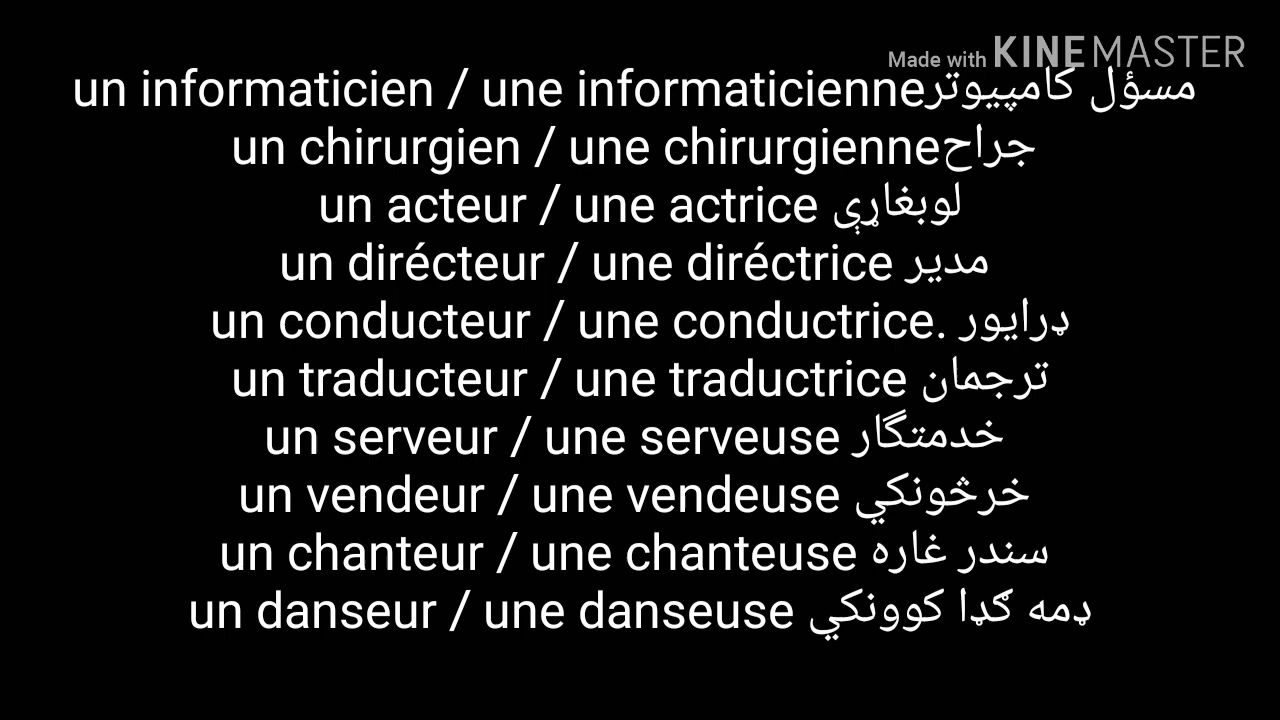 Made with KINEMASTER
un informaticien / une informaticienneمسؤل کامپیوتر
un chirurgien / une chirurgienneجراح
un acteur / une actrice لوبغاړې
un dirécteur / une diréctrice مدیر
un conducteur / une conductrice. ډرایور
un traducteur / une traductrice ترجمان
un serveur / une serveuse خدمتگار
un vendeur / une vendeuse خرڅونکي
un chanteur / une chanteuse سندر غاره
un danseur / une danseuse ډمه ګډا کوونکي